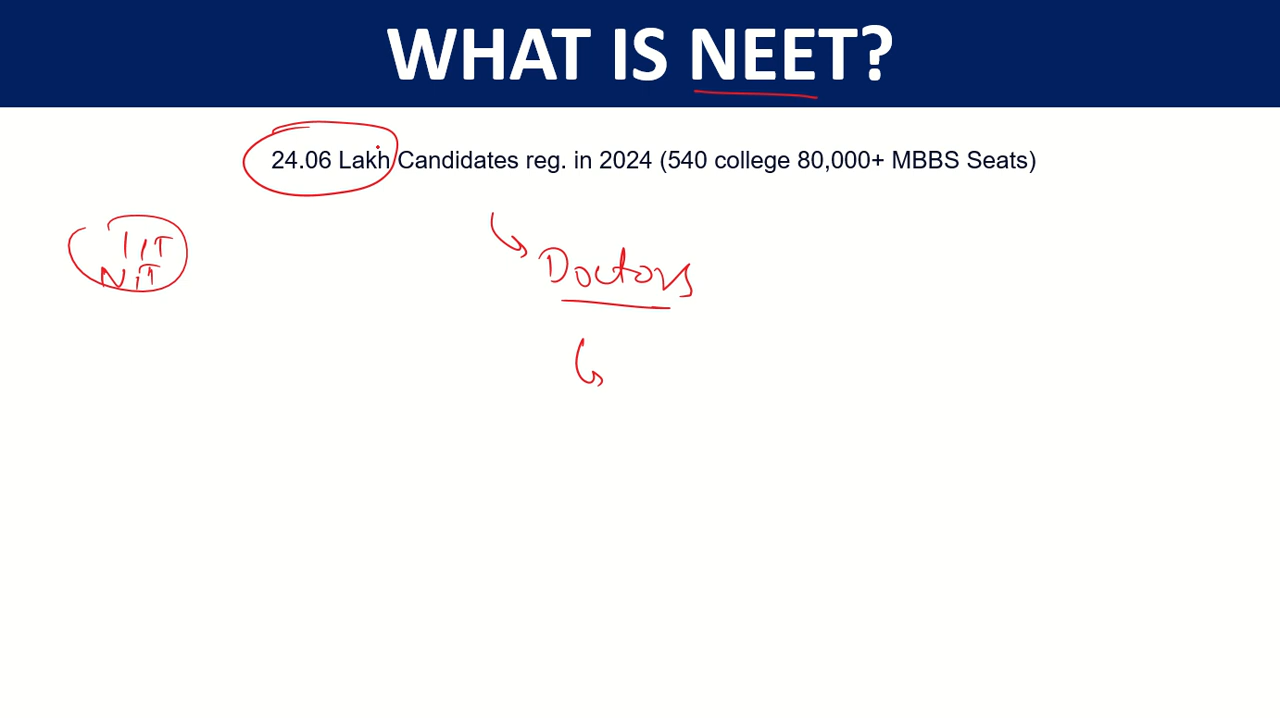 WHAT IS NEET?
24.06 Lakh Candidates reg. in 2024 (540 college 80,000+ MBBS Seats)
IIT
NIT
Doctors